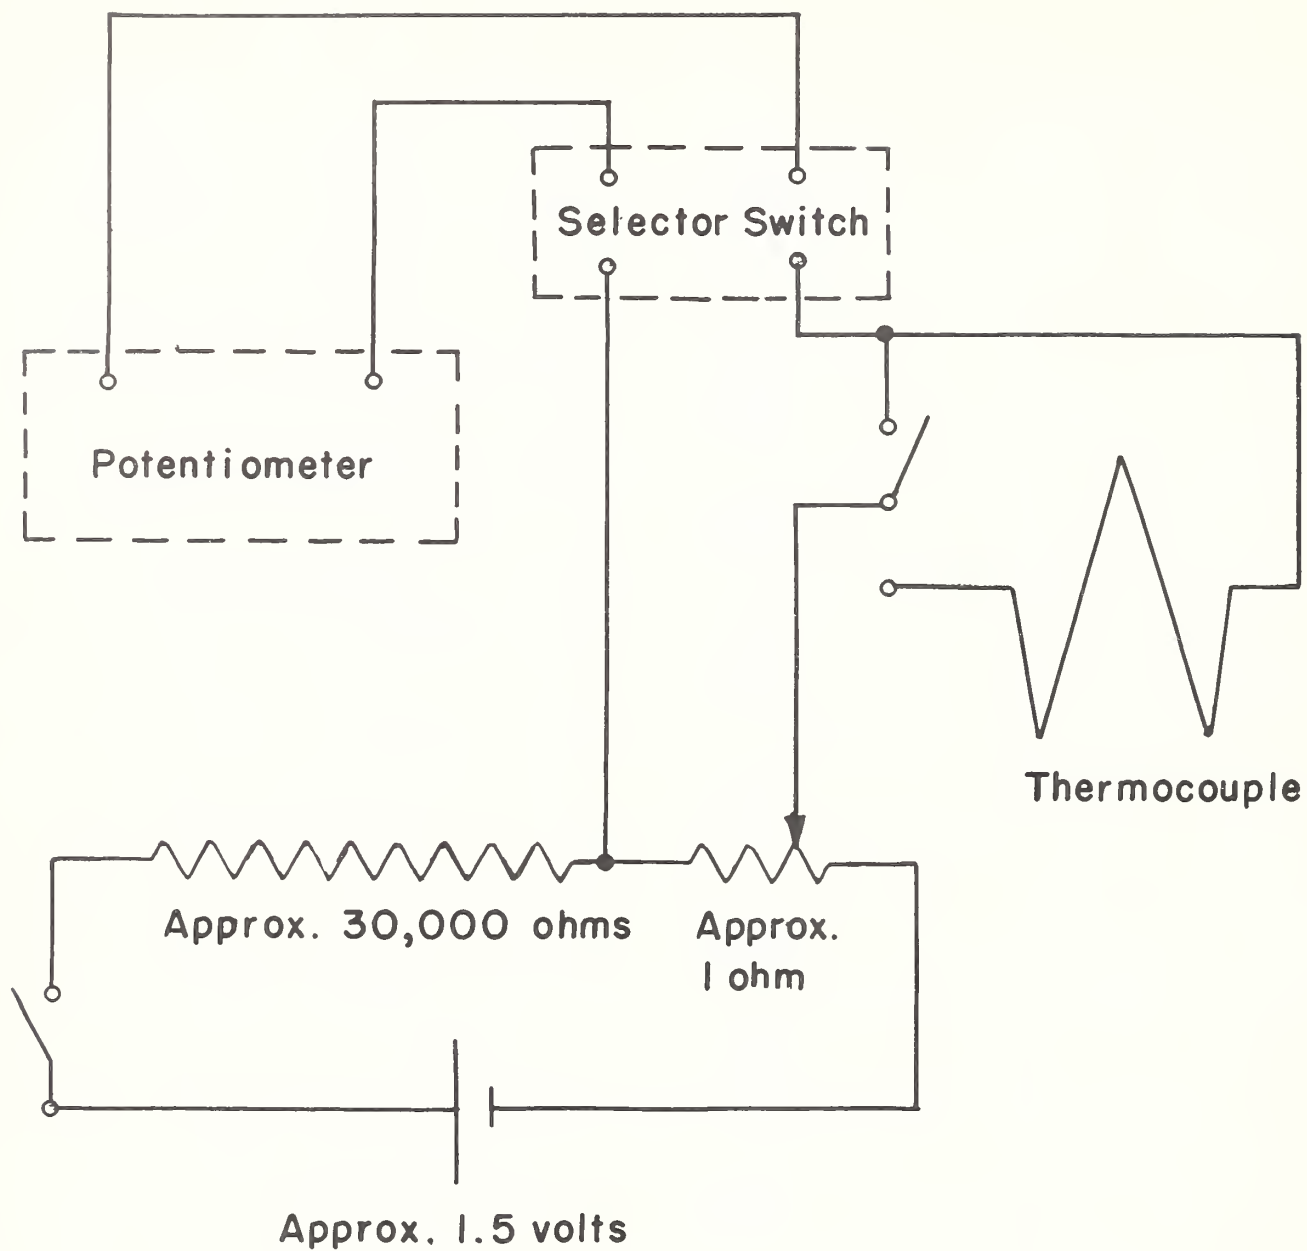 Selector Switch
Potentiometer
Thermocouple
Approx. 30,000 ohms
Approx.
1 ohm
Approx. 1.5 volts